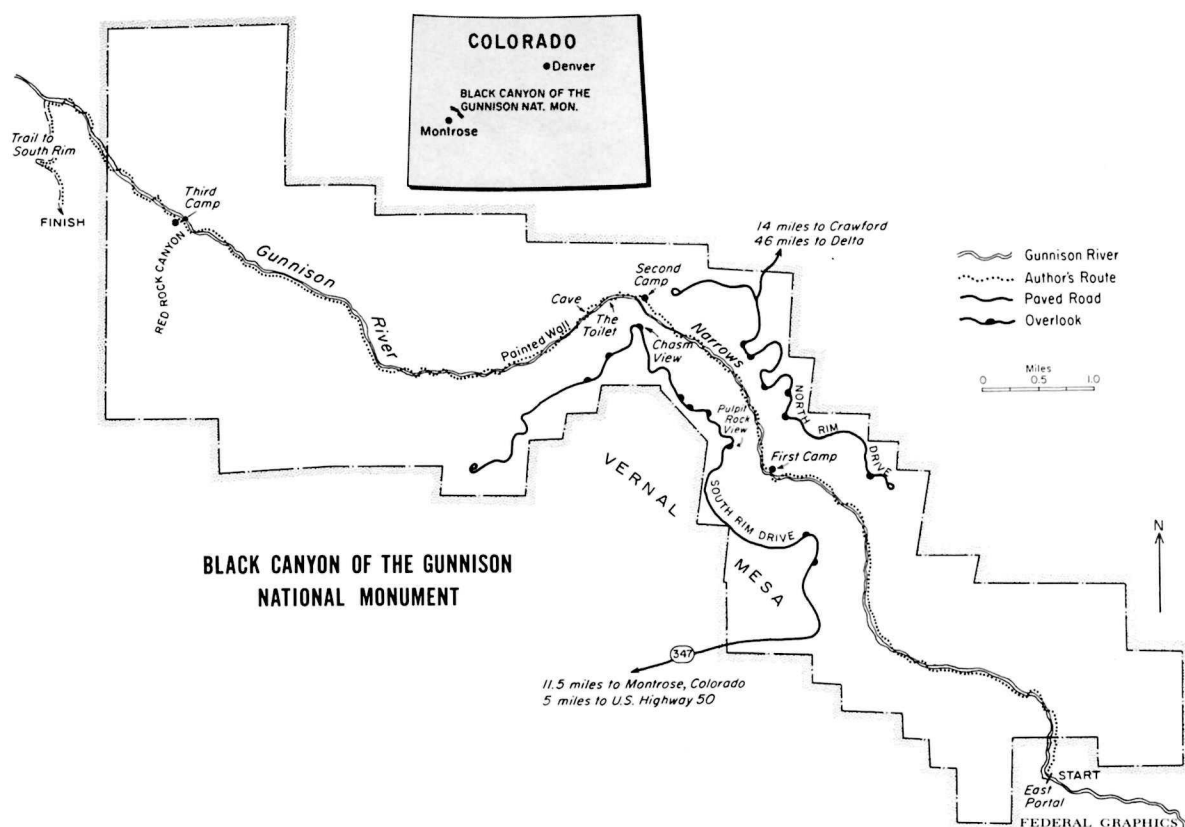 COLORADO
Denver
BLACK CANYON OF THE
GUNNISON NAT. MON.
Montrose
Trail to
South Rim
FINISH
Third
Camp
RED ROCK CANYON
Gunnison
River
14 miles to Crawford
46 miles to Delta
Second
Camp
Cave
The
Toilet
Painted Wall
Chasm
View
Narrows
Gunnison River
Author's Route
Paved Road
Overlook
Miles
0 0.5 1.0
NORTH
RIM
DRIVE
Pulpit
Rock
View
First Camp
VERNAL
MESA
SOUTH RIM DRIVE
N
BLACK CANYON OF THE GUNNISON
NATIONAL MONUMENT
347
11.5 miles to Montrose, Colorado
5 miles to U.S. Highway 50
START
East
Portal
FEDERAL GRAPHICS